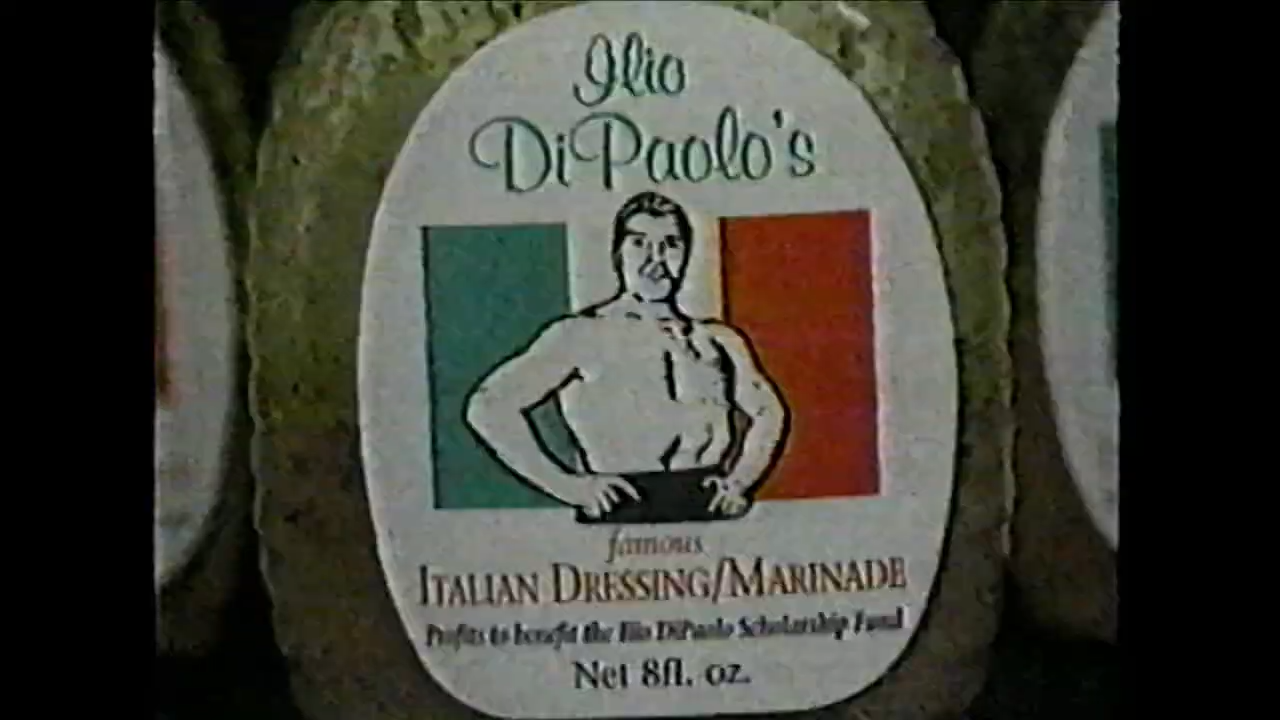 Ilio
DiPaolo's
famous
ITALIAN DRESSING/MARINADE
Profits to benefit the Ilio DiPaolo Scholarship Fund
Net 8fl. oz.